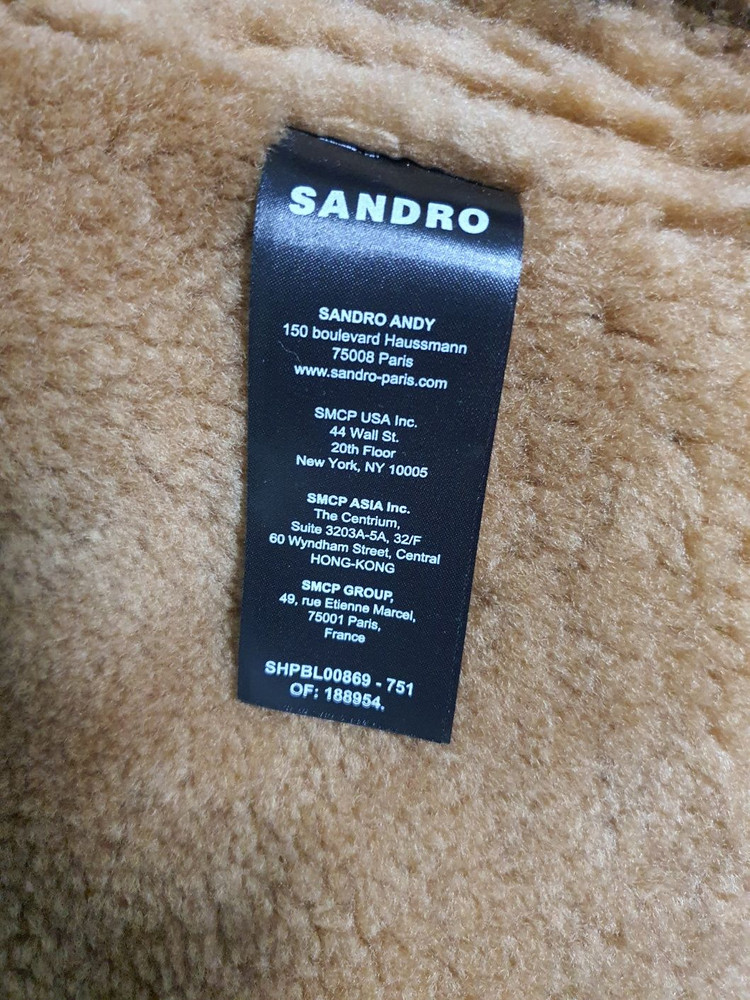 SANDRO
SANDRO ANDY
150 boulevard Haussmann
75008 Paris
www.sandro-paris.com
SMCP USA Inc.
44 Wall St.
20th Floor
New York, NY 10005
SMCP ASIA Inc.
The Centrium,
Suite 3203A-5A, 32/F
60 Wyndham Street, Central
HONG-KONG
SMCP GROUP,
49, rue Etienne Marcel,
75001 Paris,
France
SHPBL00869 - 751
OF: 188954.